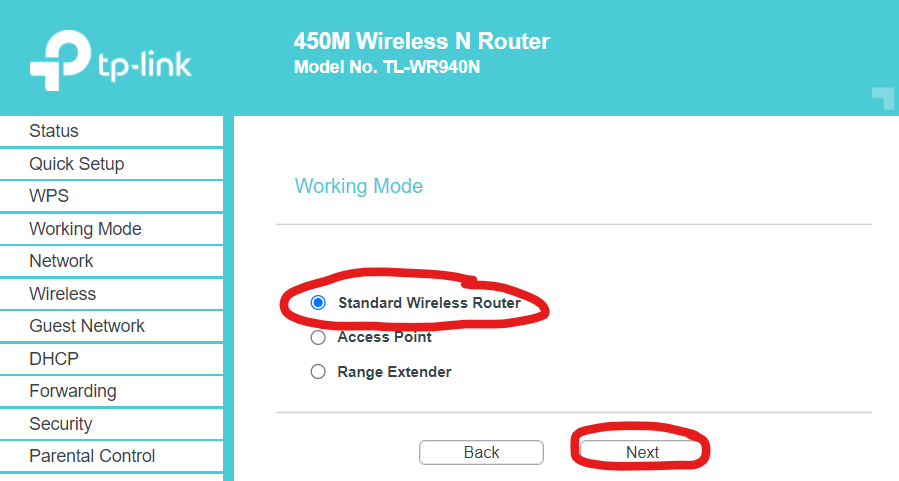 tp-link
450M Wireless N Router
Model No. TL-WR940N
Status
Quick Setup
WPS
Working Mode
Network
Wireless
Guest Network
DHCP
Forwarding
Security
Parental Control
Working Mode
Standard Wireless Router
Access Point
Range Extender
Back
Next